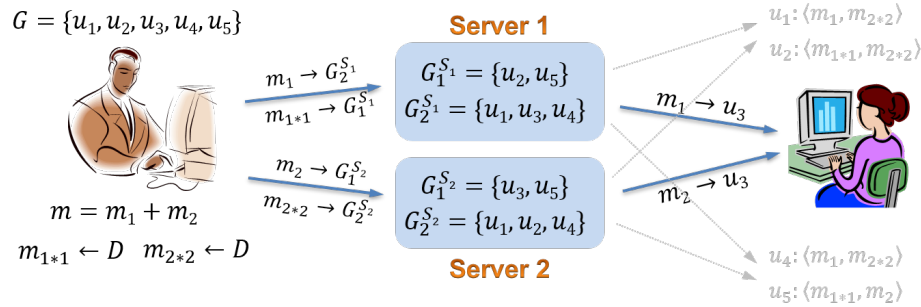 G = {u₁, u₂, u₃, u₄, u₅}
m = m₁ + m₂
m₁*₁ ← D m₂*₂ ← D
m₁ → G₂^S₁
m₁*₁ → G₁^S₁
m₂ → G₁^S₂
m₂*₂ → G₂^S₂
Server 1
G₁^S₁ = {u₂, u₅}
G₂^S₁ = {u₁, u₃, u₄}
G₁^S₂ = {u₃, u₅}
G₂^S₂ = {u₁, u₂, u₄}
Server 2
m₁ → u₃
m₂ → u₃
u₁: ⟨m₁, m₂*₂⟩
u₂: ⟨m₁*₁, m₂*₂⟩
u₄: ⟨m₁, m₂*₂⟩
u₅: ⟨m₁*₁, m₂⟩